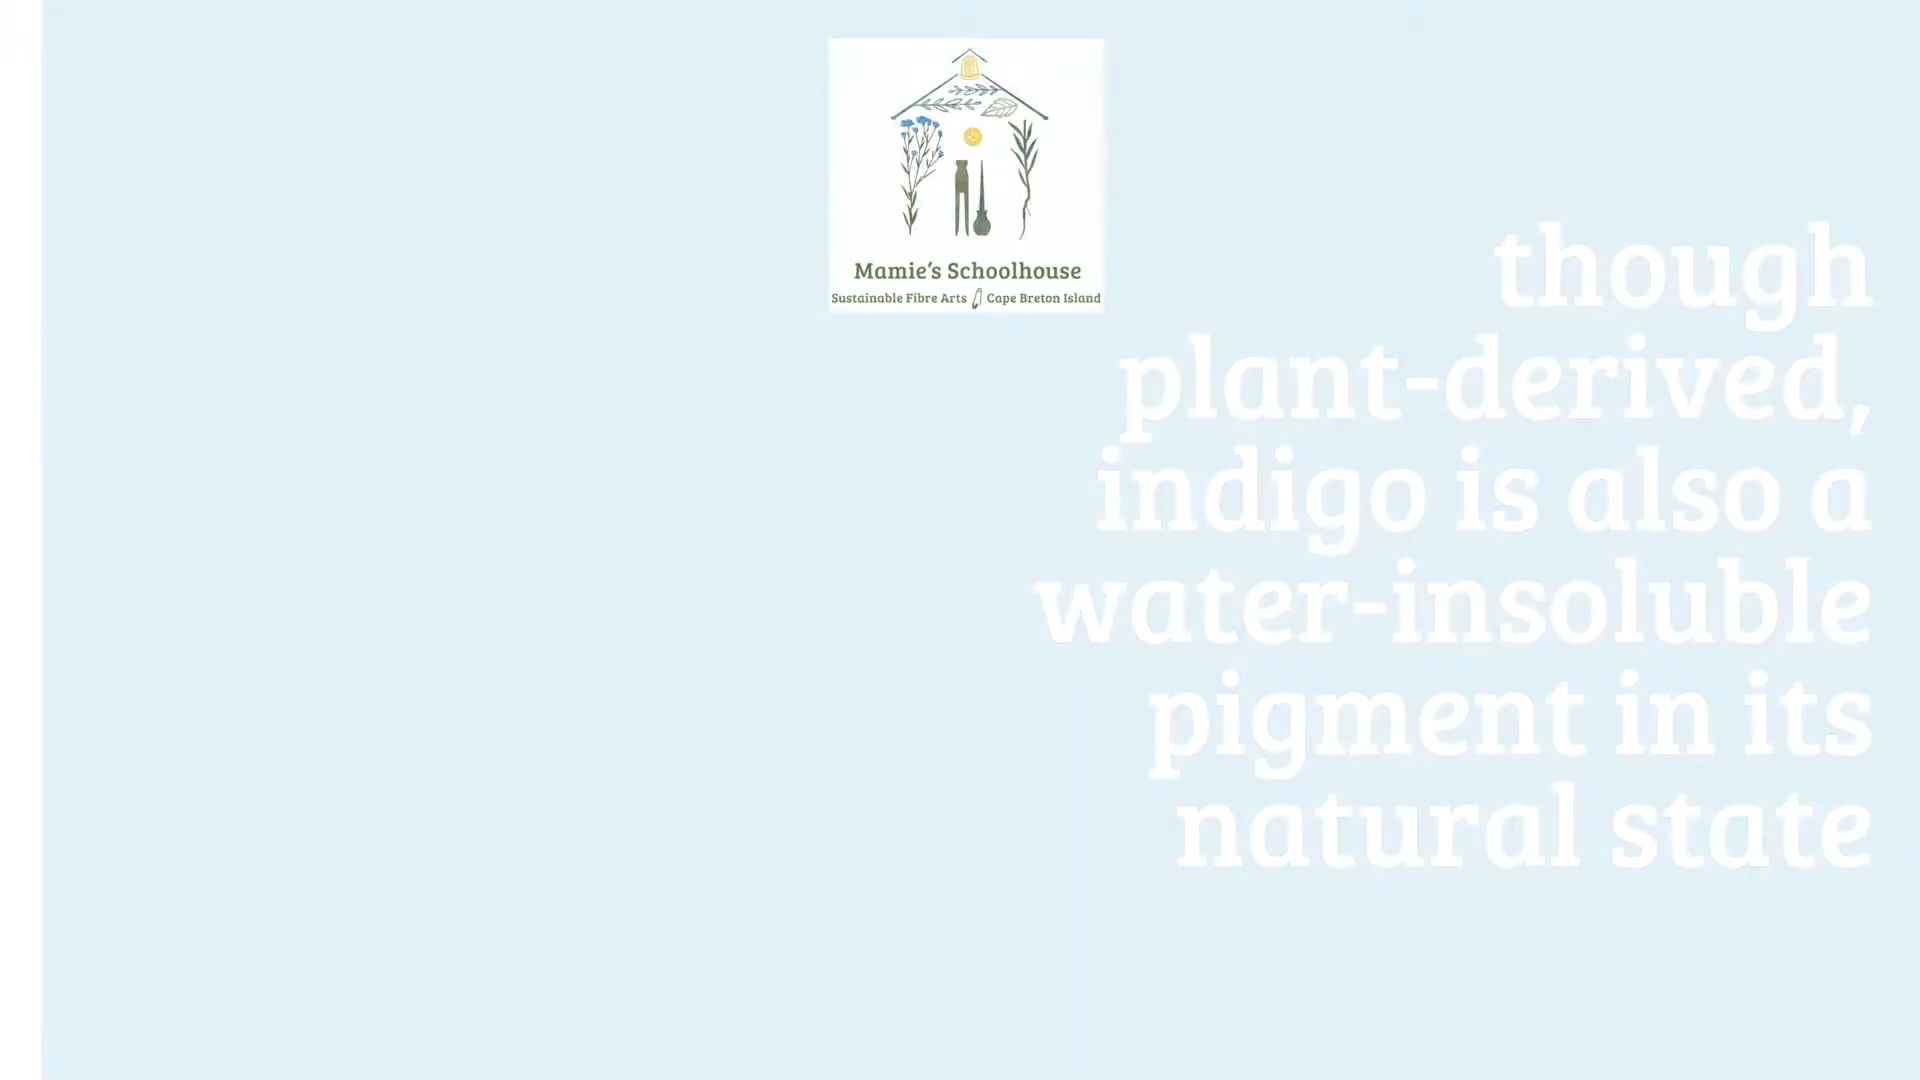 Mamie's Schoolhouse
Sustainable Fibre Arts Cape Breton Island
though
plant-derived,
indigo is also a
water-insoluble
pigment in its
natural state